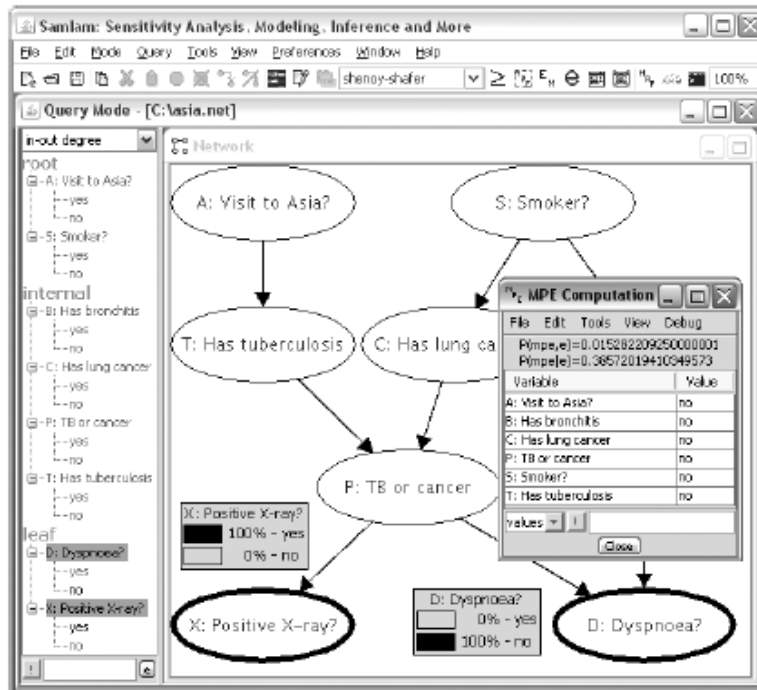 SamIam: Sensitivity Analysis, Modeling, Inference and More
File Edit Mode Query Tools View Preferences Window Help
shenoy-shafer
100%
Query Mode - [C:\asia.net]
in-out degree
root
A: Visit to Asia?
yes
no
S: Smoker?
yes
no
internal
B: Has bronchitis
yes
no
C: Has lung cancer
yes
no
P: TB or cancer
yes
no
T: Has tuberculosis
yes
no
leaf
D: Dyspnoea?
yes
no
X: Positive X-ray?
yes
no
Network
A: Visit to Asia?
S: Smoker?
T: Has tuberculosis
C: Has lung ca
P: TB or cancer
X: Positive X-ray?
100% - yes
0% - no
D: Dyspnoea?
0% - yes
100% - no
X: Positive X-ray?
D: Dyspnoea?
MPE Computation
File Edit Tools View Debug
P(mpe,e)=0.015282209250000001
P(mpe|e)=0.38572019410349573
Variable Value
A: Visit to Asia? no
B: Has bronchitis no
C: Has lung cancer no
P: TB or cancer no
S: Smoker? no
T: Has tuberculosis no
values
Close